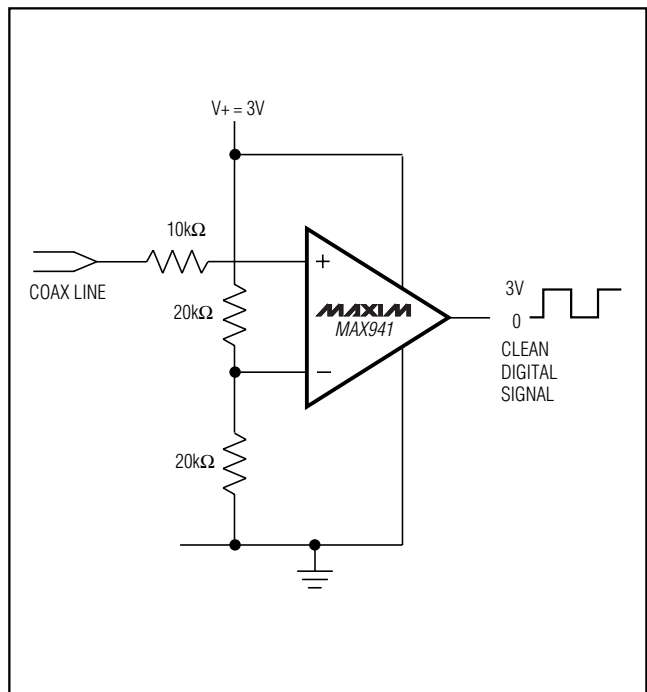 V+ = 3V
10kΩ
COAX LINE
20kΩ
+
MAXIM
MAX941
−
20kΩ
3V
0
CLEAN
DIGITAL
SIGNAL